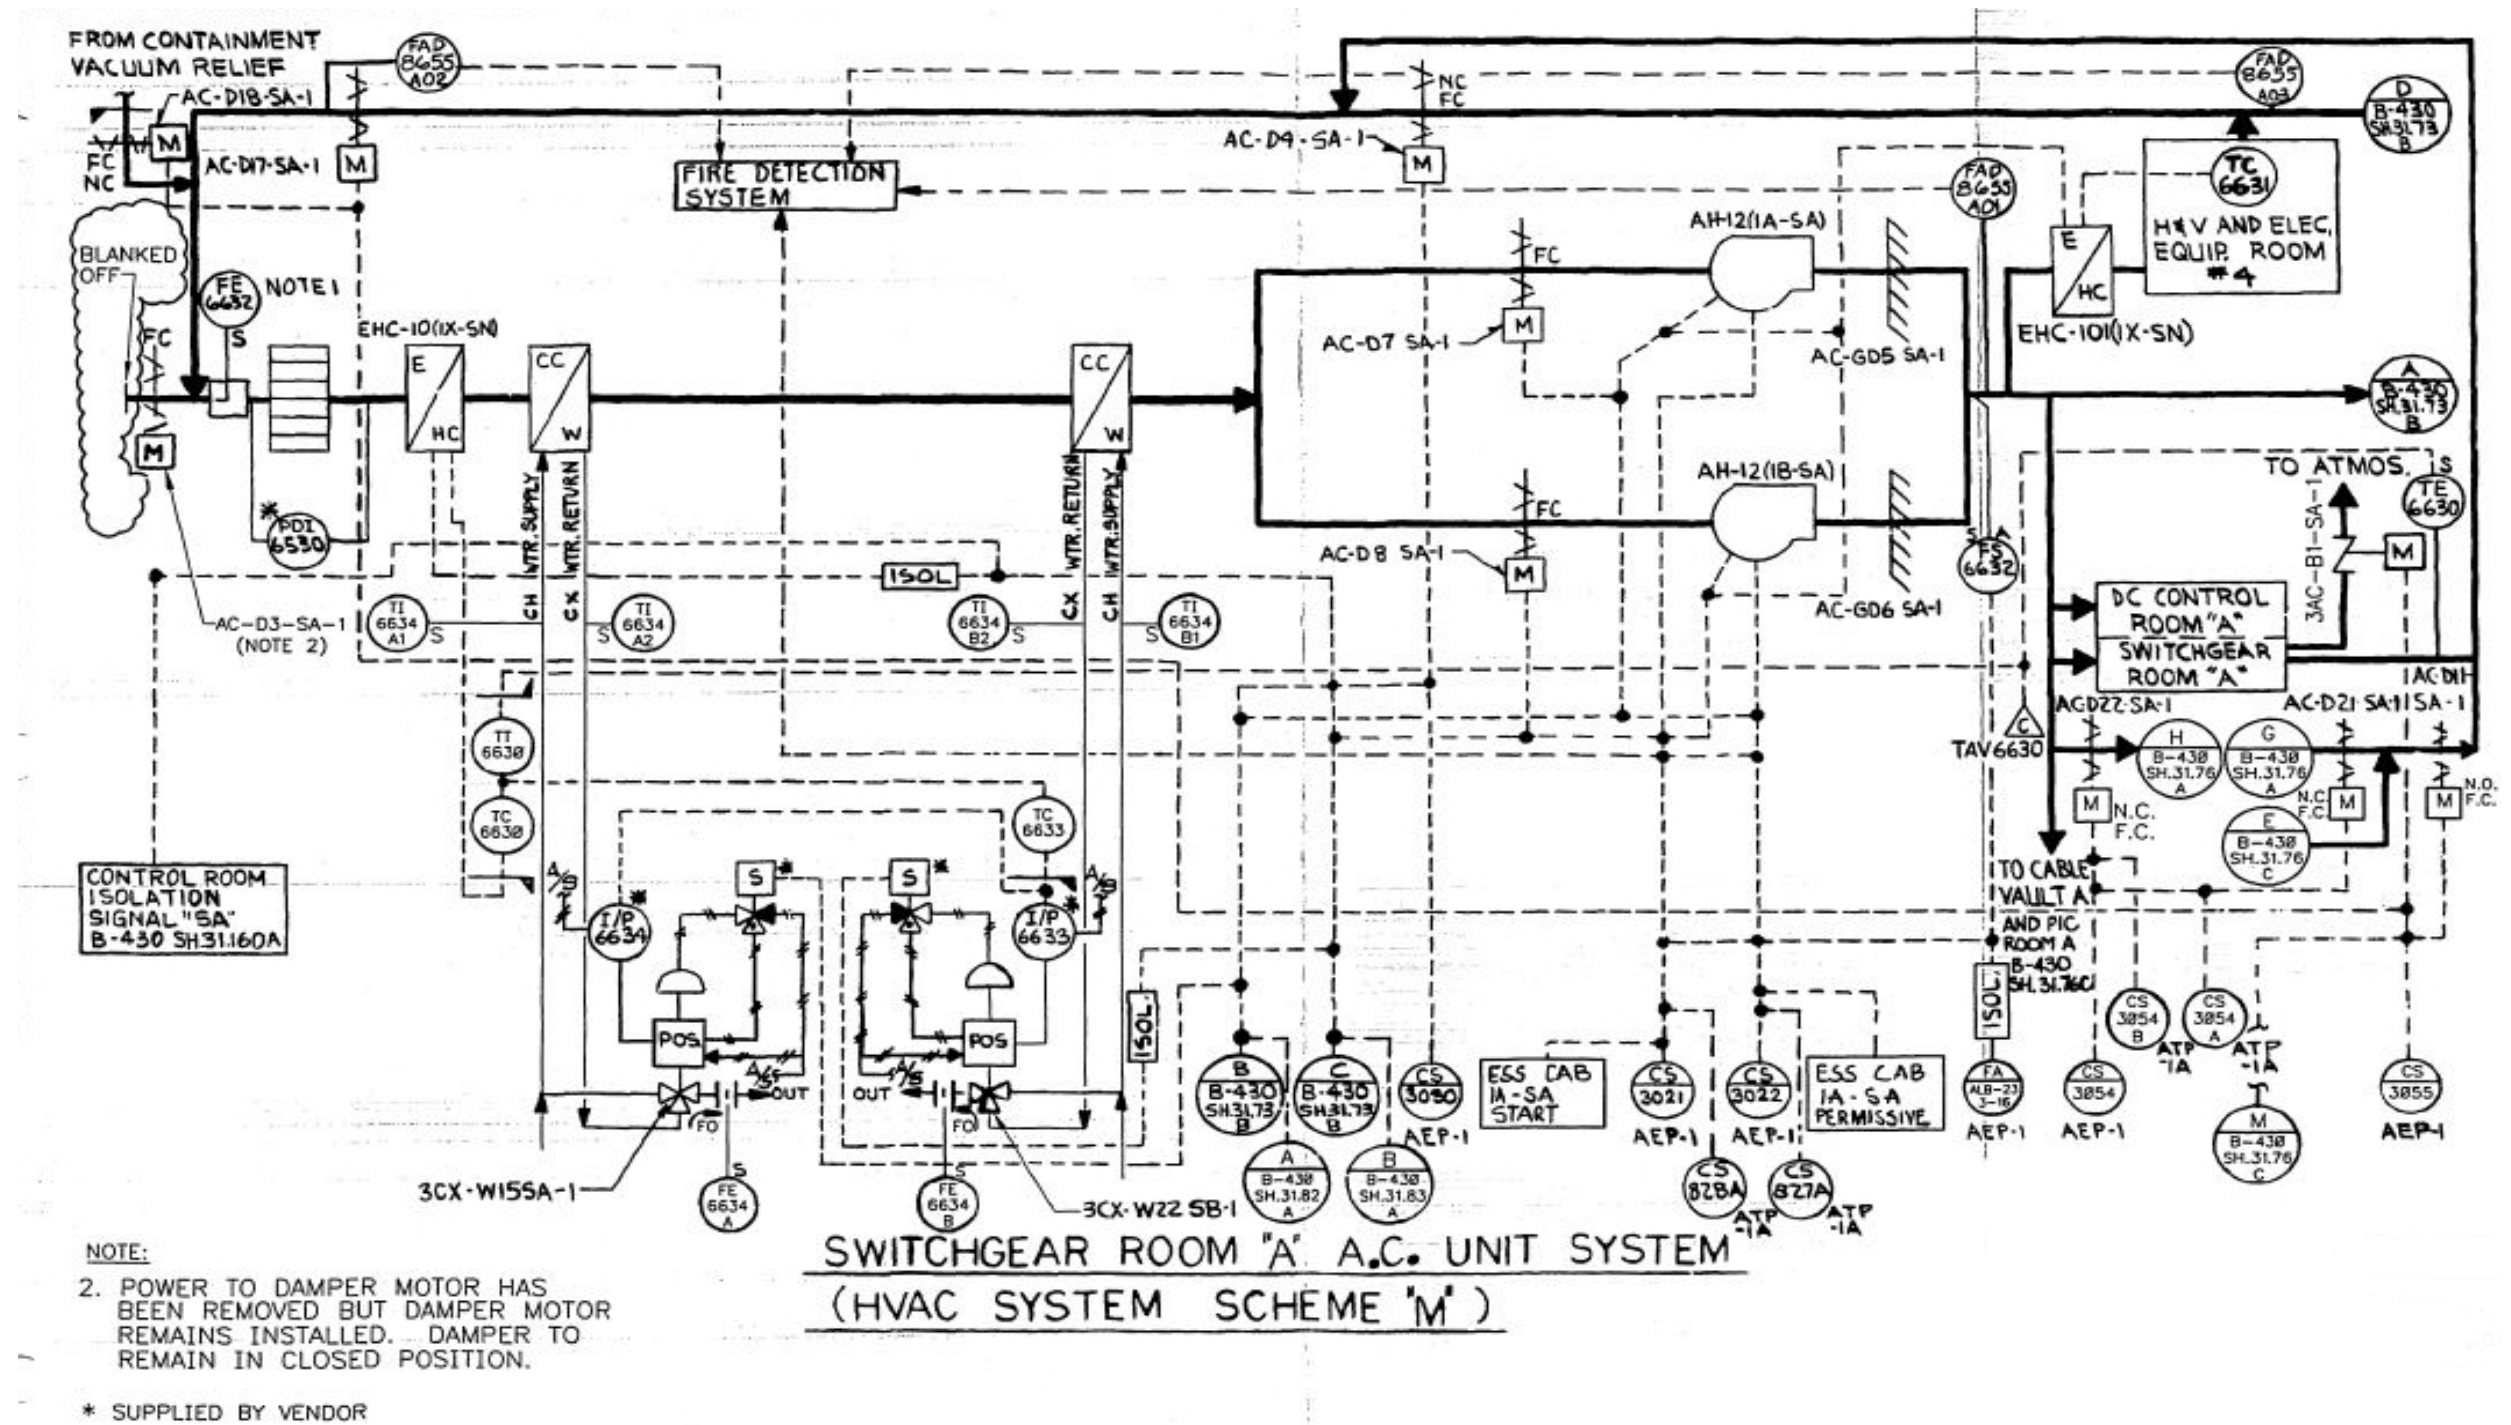 FROM CONTAINMENT
VACUUM RELIEF
AC-D18-SA-1
M
FC
NC
AC-D17-SA-1
M
FAD
8655
A02
FIRE DETECTION
SYSTEM
NC
FC
AC-D9-SA-1
M
FAD
8655
A03
D
B-430
SH.31.73
B
FAD
8655
A01
TC
6631
H&V AND ELEC.
EQUIP. ROOM
#4
E
HC
EHC-101(1X-SN)
BLANKED
OFF
FE
6632
NOTE 1
S
FC
M
EHC-10(1X-SN)
E
HC
CC
W
CC
W
FC
M
AC-D7 SA-1
AH-12(1A-SA)
AC-GD5 SA-1
A
B-430
SH.31.73
B
AH-12(1B-SA)
FC
AC-D8 SA-1
M
AC-GD6 SA-1
S
A
FS
6632
TO ATMOS.
S
TE
6630
3AC-B1-SA-1
M
DC CONTROL
ROOM "A"
SWITCHGEAR
ROOM "A"
*
PDI
6530
AC-D3-SA-1
(NOTE 2)
CH WTR. SUPPLY
CX WTR. RETURN
CX WTR. RETURN
CH WTR. SUPPLY
ISOL
TI
6634
A1
S
S
TI
6634
A2
TI
6634
B2
S
S
TI
6634
B1
TT
6630
TC
6630
TC
6633
CONTROL ROOM
ISOLATION
SIGNAL "SA"
B-430 SH.31.160A
A/S
I/P
6634
*
S
*
S
*
I/P
6633
*
A/S
POS
POS
A/S
OUT
OUT
A/S
FO
FO
ISOL.
3CX-W15SA-1
S
FE
6634
A
S
FE
6634
B
3CX-W22 SB-1
B
B-430
SH.31.73
B
C
B-430
SH.31.73
B
A
B-430
SH.31.82
A
B
B-430
SH.31.83
A
CS
3090
AEP-1
ESS CAB
1A-SA
START
CS
3021
AEP-1
CS
3022
AEP-1
ESS CAB
1A-SA
PERMISSIVE
CS
828A
ATP
-1A
CS
827A
ATP
-1A
C
TAV6630
ACD22-SA-1
AC-D21 SA-1
AC-D11
SA-1
H
B-430
SH.31.76
A
G
B-430
SH.31.76
A
E
B-430
SH.31.76
C
M
N.C.
F.C.
N.C.
F.C.
M
M
N.O.
F.C.
TO CABLE
VAULT A
AND PIC
ROOM A
B-430
SH.31.76C
ISOL.
FA
ALB-23
3-16
AEP-1
CS
3054
AEP-1
CS
3054
B
ATP
-1A
CS
3054
A
ATP
-1A
M
B-430
SH.31.76
C
CS
3055
AEP-1
SWITCHGEAR ROOM "A" A.C. UNIT SYSTEM
(HVAC SYSTEM SCHEME "M")
NOTE:
2. POWER TO DAMPER MOTOR HAS
BEEN REMOVED BUT DAMPER MOTOR
REMAINS INSTALLED. DAMPER TO
REMAIN IN CLOSED POSITION.
* SUPPLIED BY VENDOR